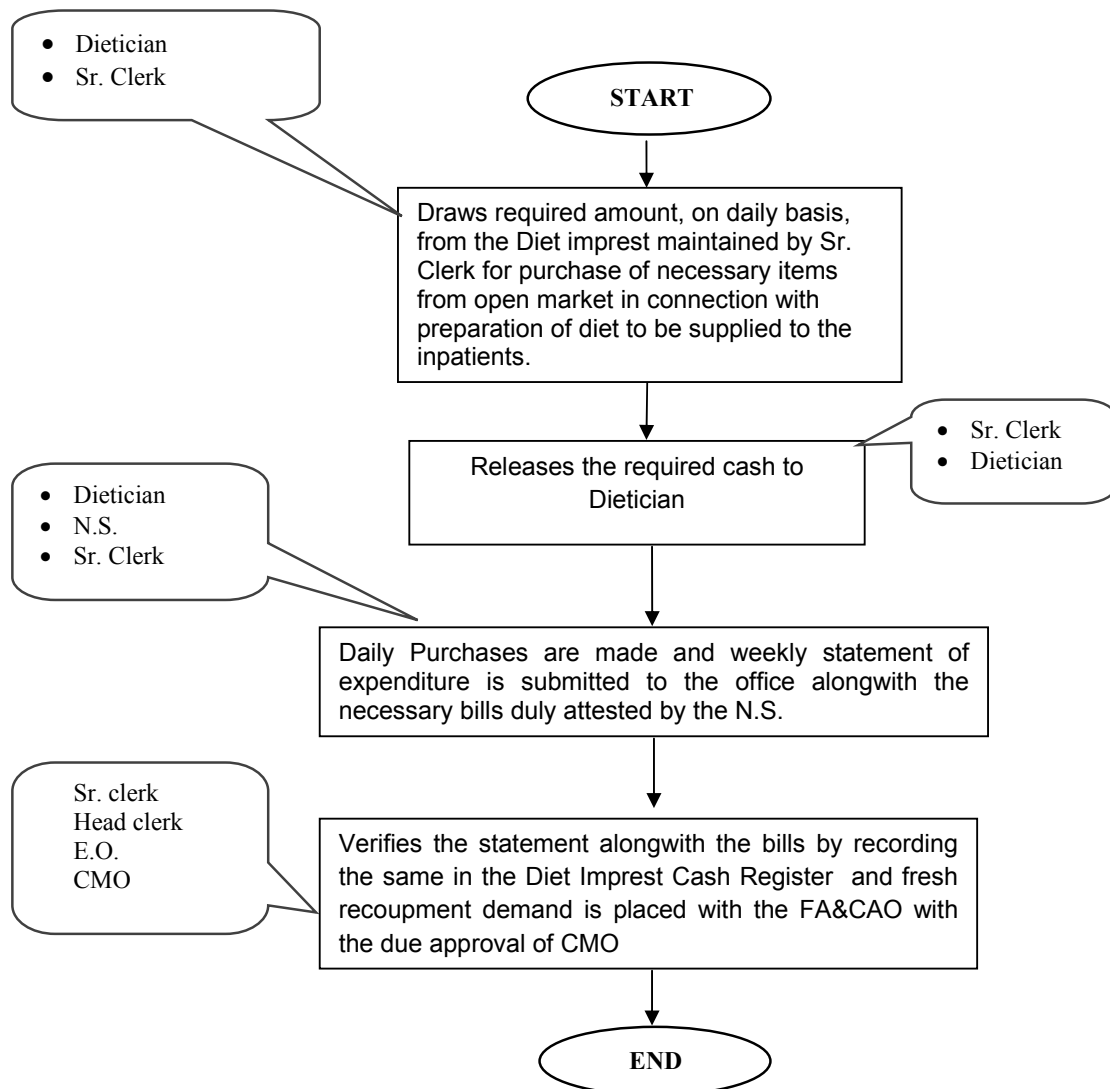 • Dietician
• Sr. Clerk
START
Draws required amount, on daily basis,
from the Diet imprest maintained by Sr.
Clerk for purchase of necessary items
from open market in connection with
preparation of diet to be supplied to the
inpatients.
• Sr. Clerk
• Dietician
Releases the required cash to
Dietician
• Dietician
• N.S.
• Sr. Clerk
Daily Purchases are made and weekly statement of
expenditure is submitted to the office alongwith the
necessary bills duly attested by the N.S.
Sr. clerk
Head clerk
E.O.
CMO
Verifies the statement alongwith the bills by recording
the same in the Diet Imprest Cash Register and fresh
recoupment demand is placed with the FA&CAO with
the due approval of CMO
END